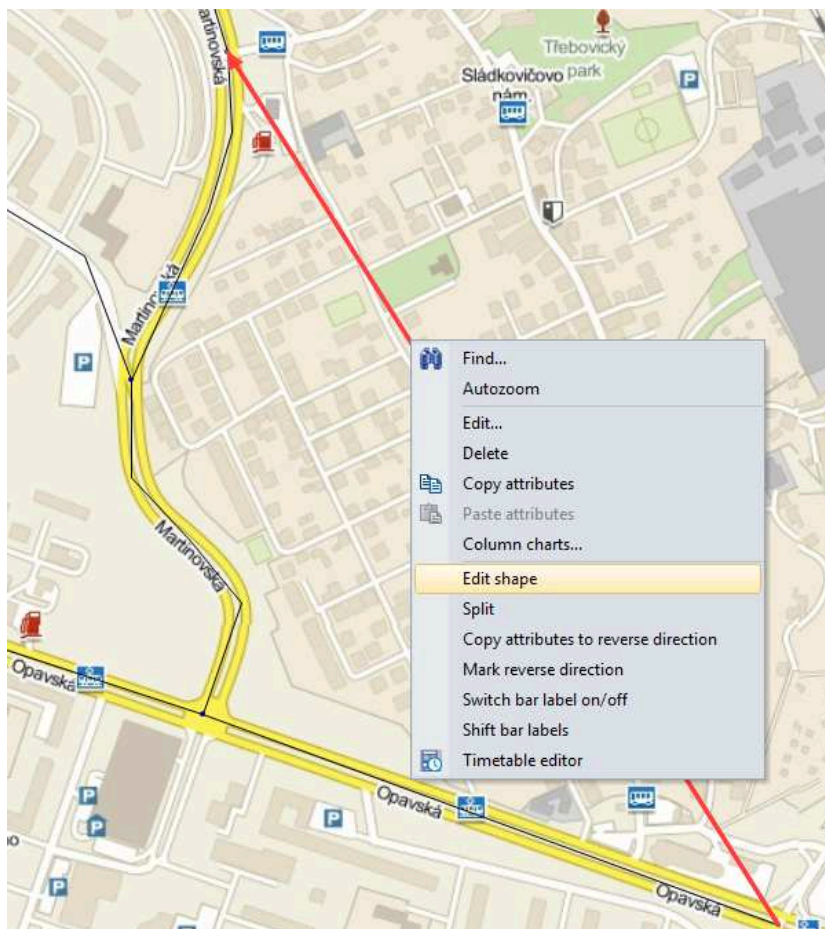 Martinovská
Třebovický
park
Sládkovičovo
nám.
P
Martinovská
P
Find...
Autozoom
Edit...
Delete
Copy attributes
Paste attributes
Column charts...
Edit shape
Split
Copy attributes to reverse direction
Mark reverse direction
Switch bar label on/off
Shift bar labels
Timetable editor
Martinovská
Opavská
Opavská
P
P
P
P
Opavská